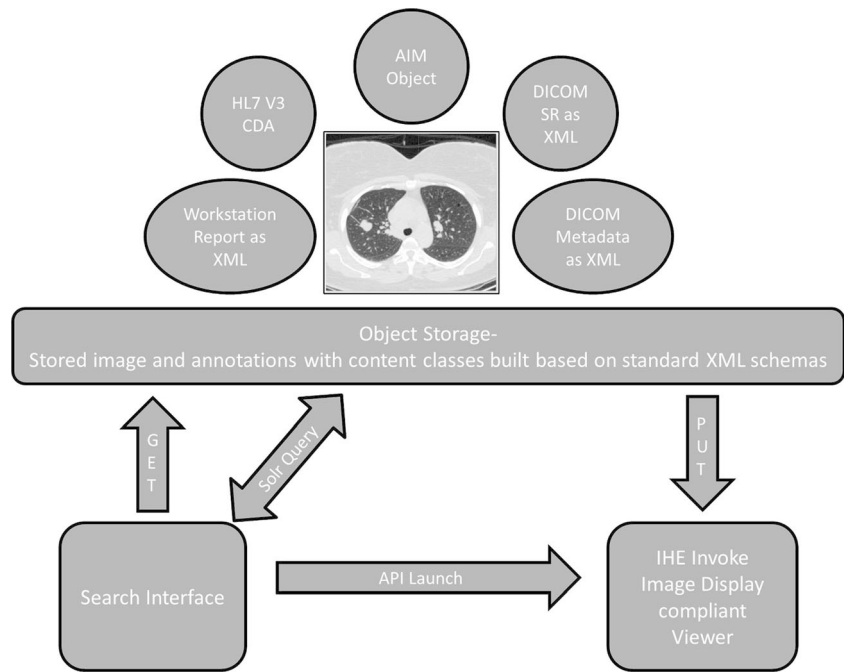 AIM
Object
HL7 V3
CDA
DICOM
SR as
XML
Workstation
Report as
XML
DICOM
Metadata
as XML
Object Storage-
Stored image and annotations with content classes built based on standard XML schemas
GET
Solr Query
PUT
Search Interface
API Launch
IHE Invoke
Image Display
compliant
Viewer